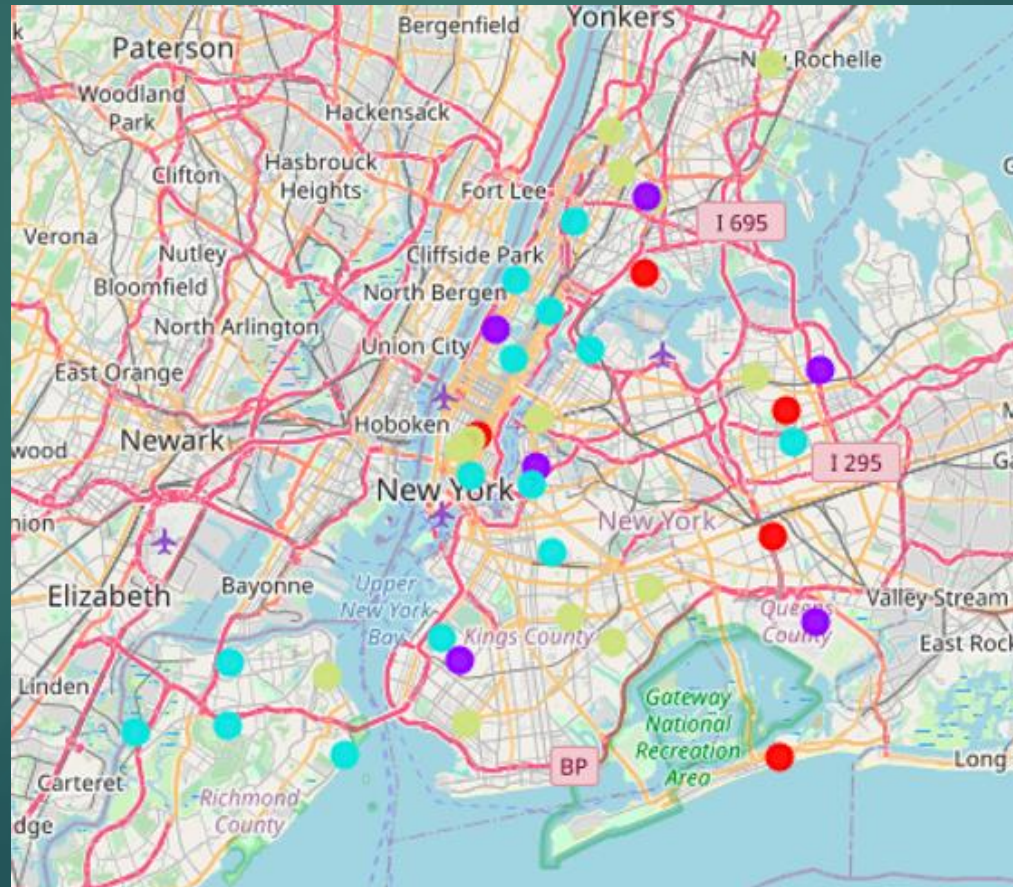 Bergenfield
Yonkers
Paterson
New Rochelle
Woodland
Park
Hackensack
Hasbrouck
Heights
Clifton
Fort Lee
I 695
Verona
Nutley
Cliffside Park
Bloomfield
North Bergen
North Arlington
Union City
East Orange
Hoboken
wood
Newark
I 295
New York
New York
nion
Elizabeth
Bayonne
Upper
New York
Bay
Kings County
Queens
County
Valley Stream
East Rock
Linden
Gateway
National
Recreation
Area
BP
Long
Carteret
Richmond
County
dge